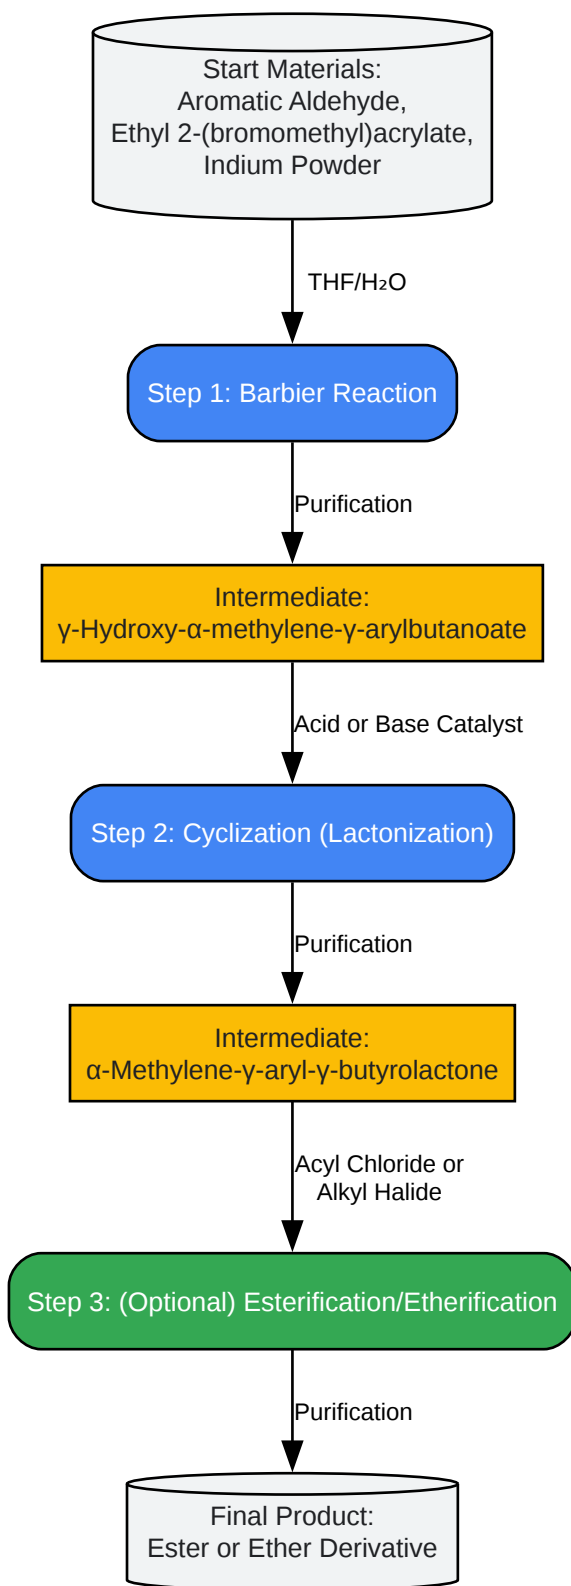 Start Materials:
Aromatic Aldehyde,
Ethyl 2-(bromomethyl)acrylate,
Indium Powder
THF/H₂O
Step 1: Barbier Reaction
Purification
Intermediate:
γ-Hydroxy-α-methylene-γ-arylbutanoate
Acid or Base Catalyst
Step 2: Cyclization (Lactonization)
Purification
Intermediate:
α-Methylene-γ-aryl-γ-butyrolactone
Acyl Chloride or
Alkyl Halide
Step 3: (Optional) Esterification/Etherification
Purification
Final Product:
Ester or Ether Derivative